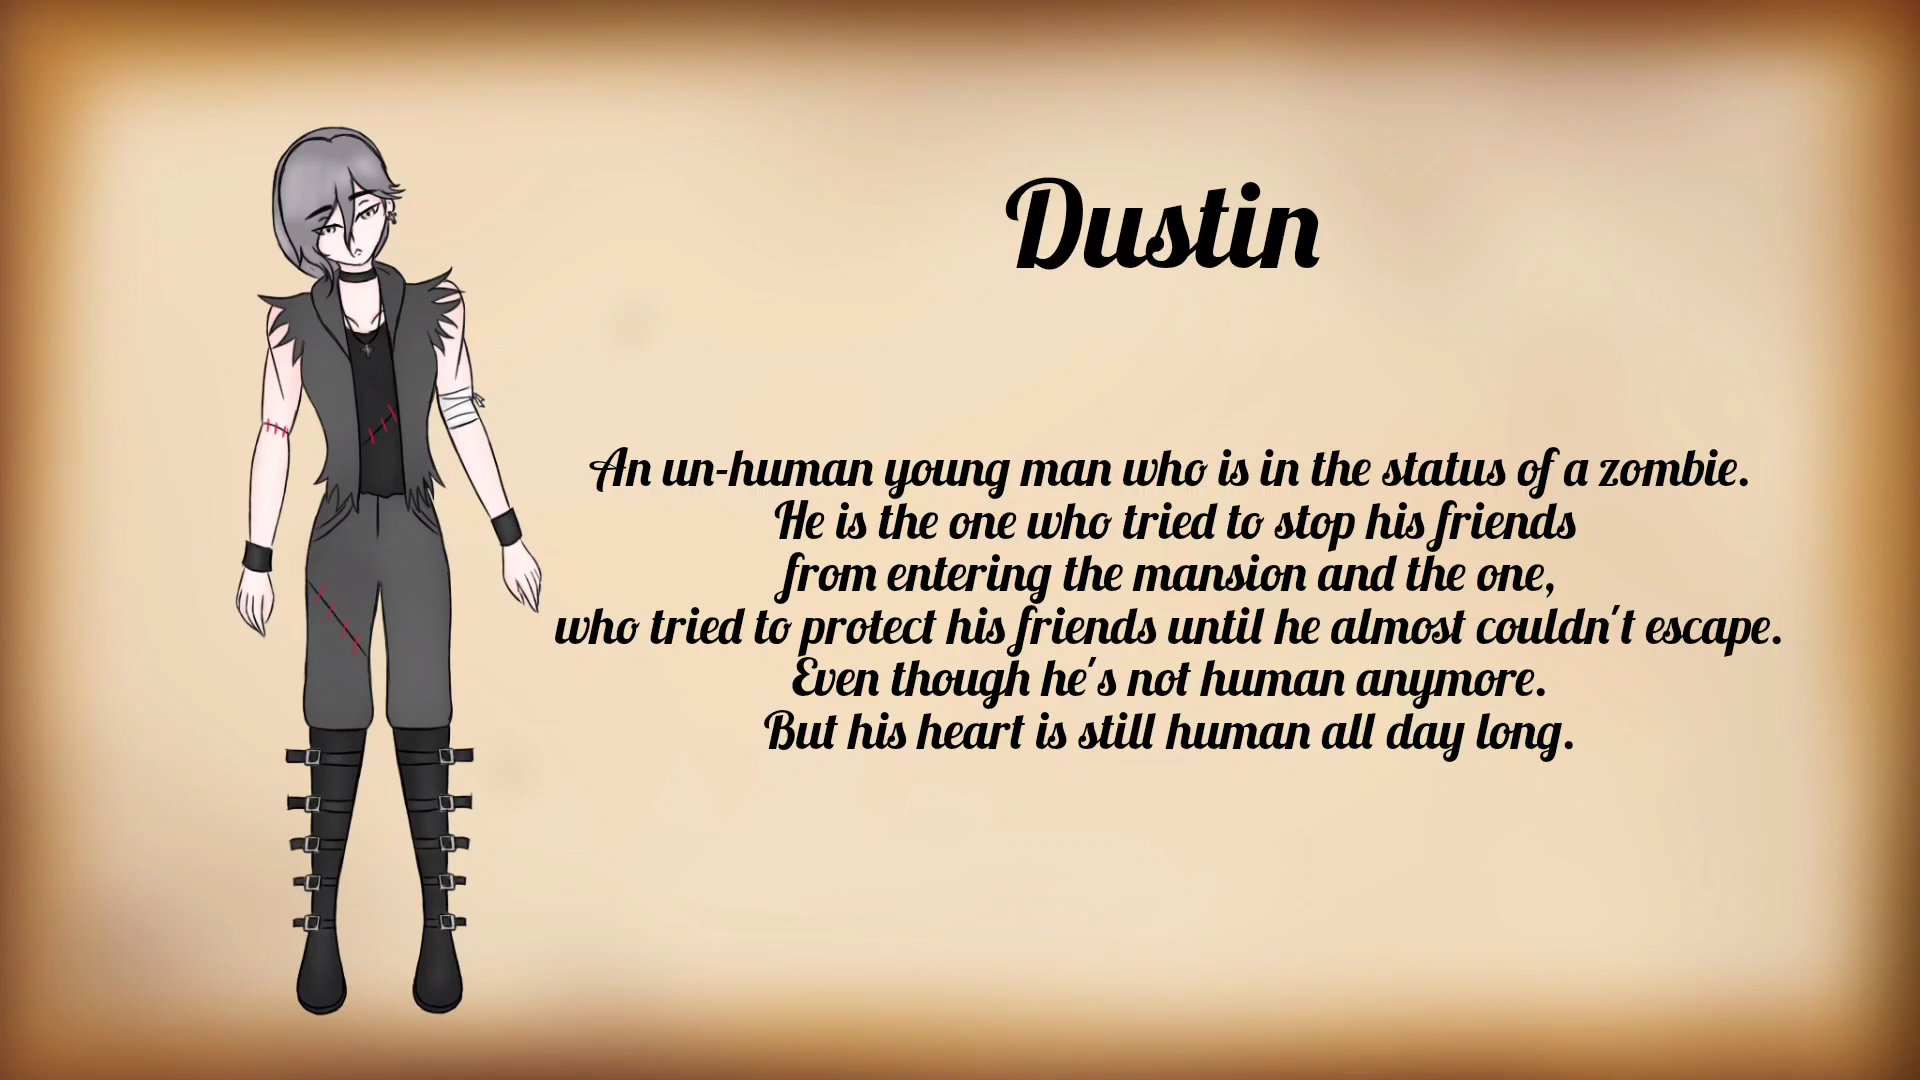 Dustin
An un-human young man who is in the status of a zombie.
He is the one who tried to stop his friends
from entering the mansion and the one,
who tried to protect his friends until he almost couldn't escape.
Even though he's not human anymore.
But his heart is still human all day long.